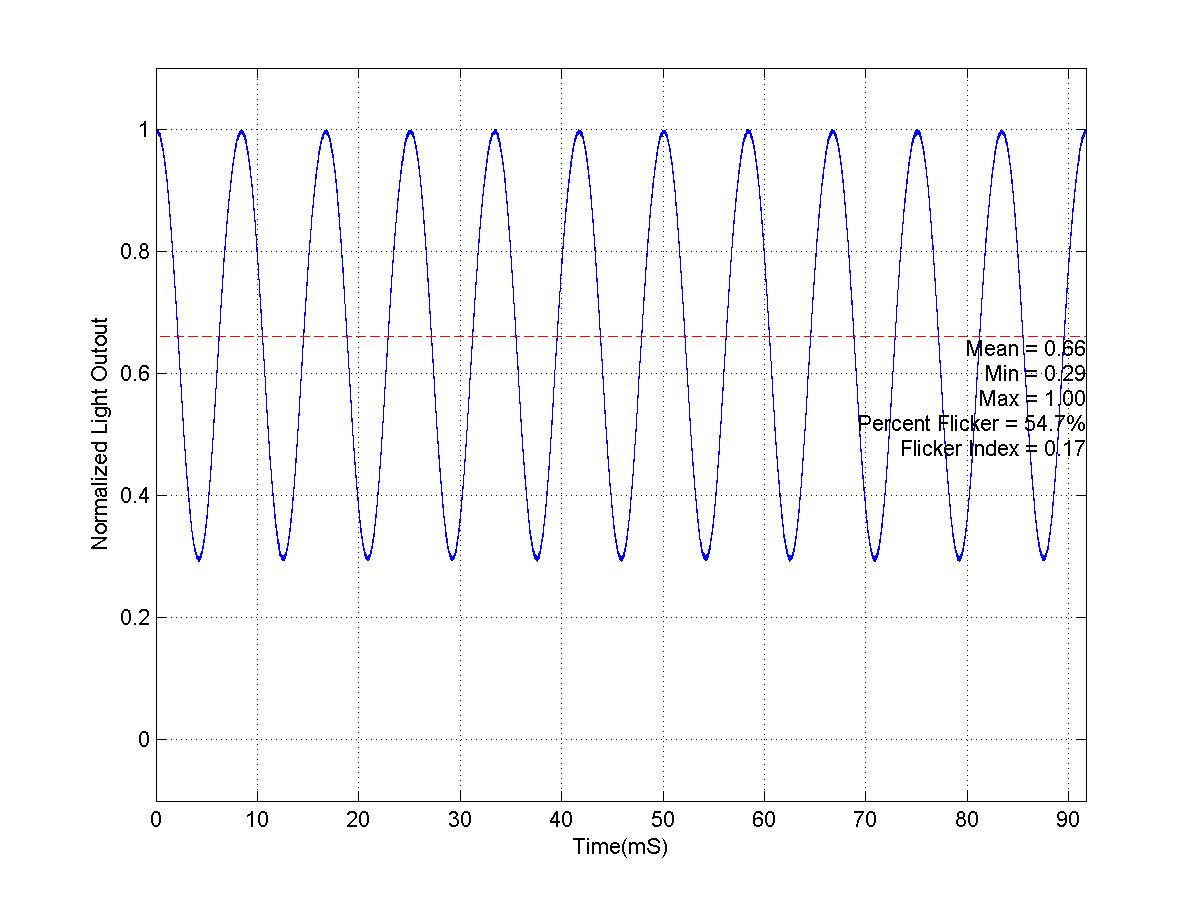 1
0.8
0.6
0.4
0.2
0
Normalized Light Outout
Mean = 0.66
Min = 0.29
Max = 1.00
Percent Flicker = 54.7%
Flicker Index = 0.17
0 10 20 30 40 50 60 70 80 90
Time(mS)